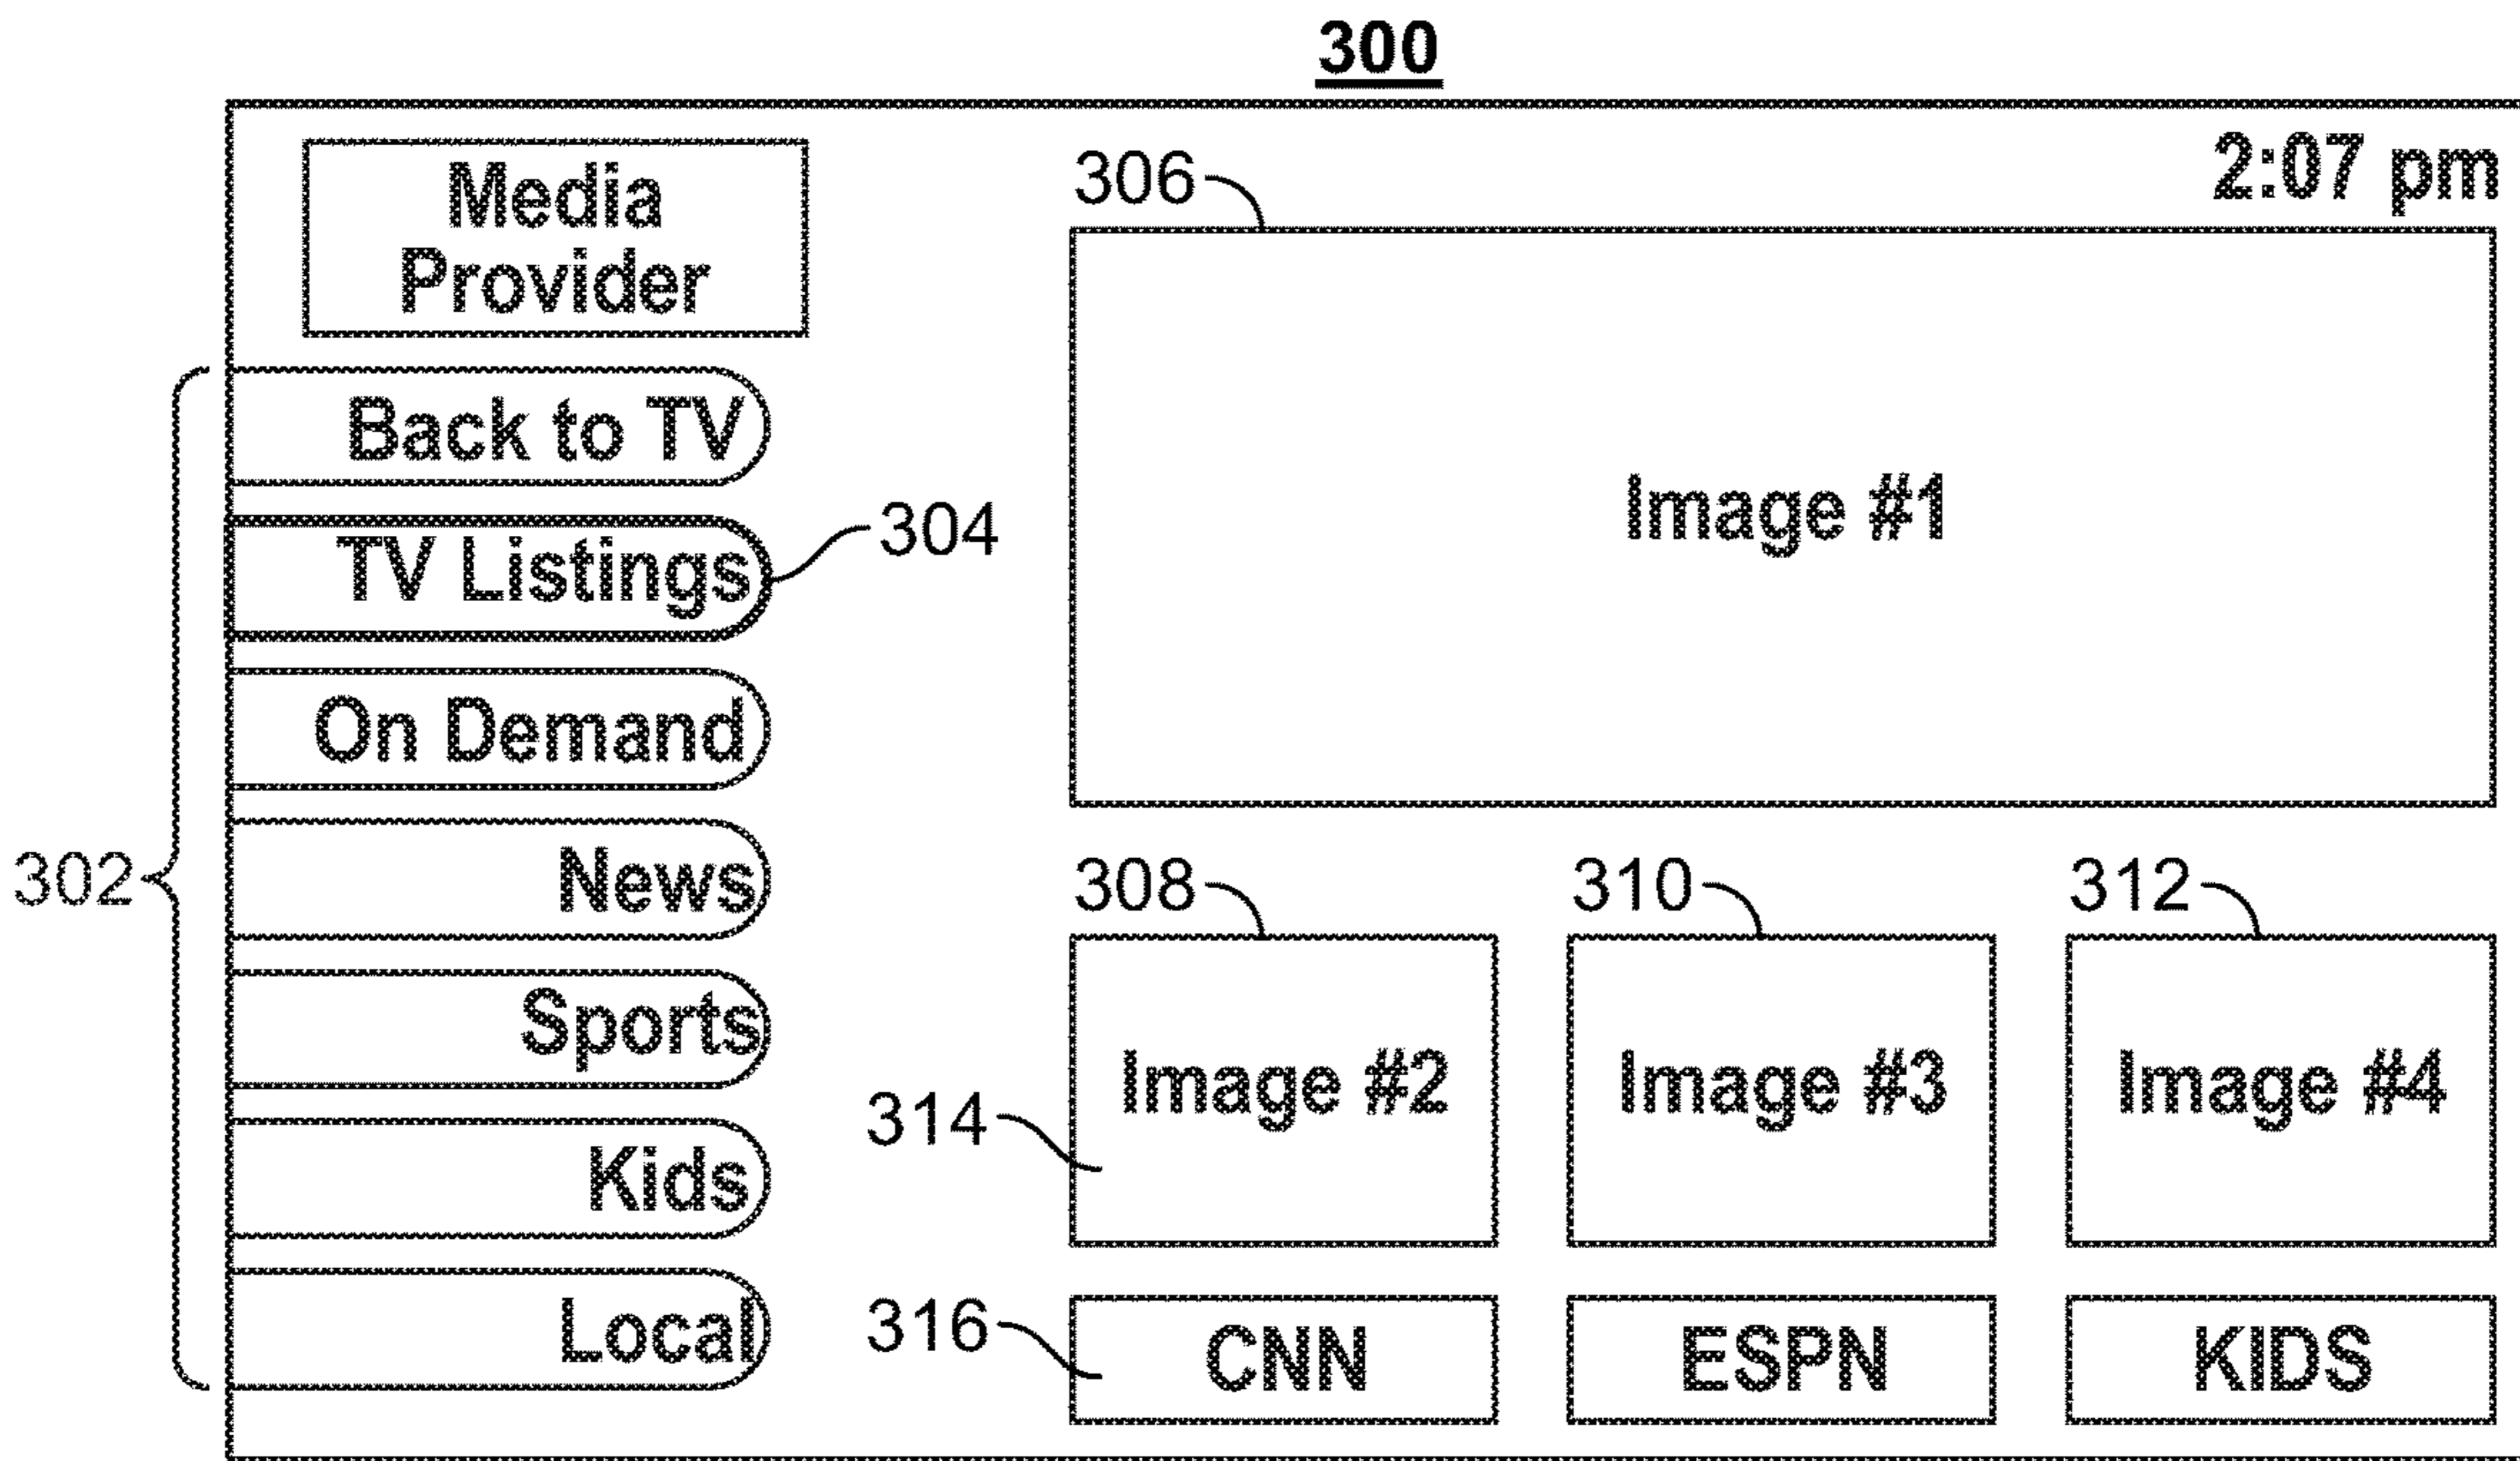 300
2:07 pm
Media
Provider
306
Back to TV
Image #1
TV Listings
304
On Demand
302
News
308
310
312
Sports
Image #2
Image #3
Image #4
314
Kids
Local
316
CNN
ESPN
KIDS